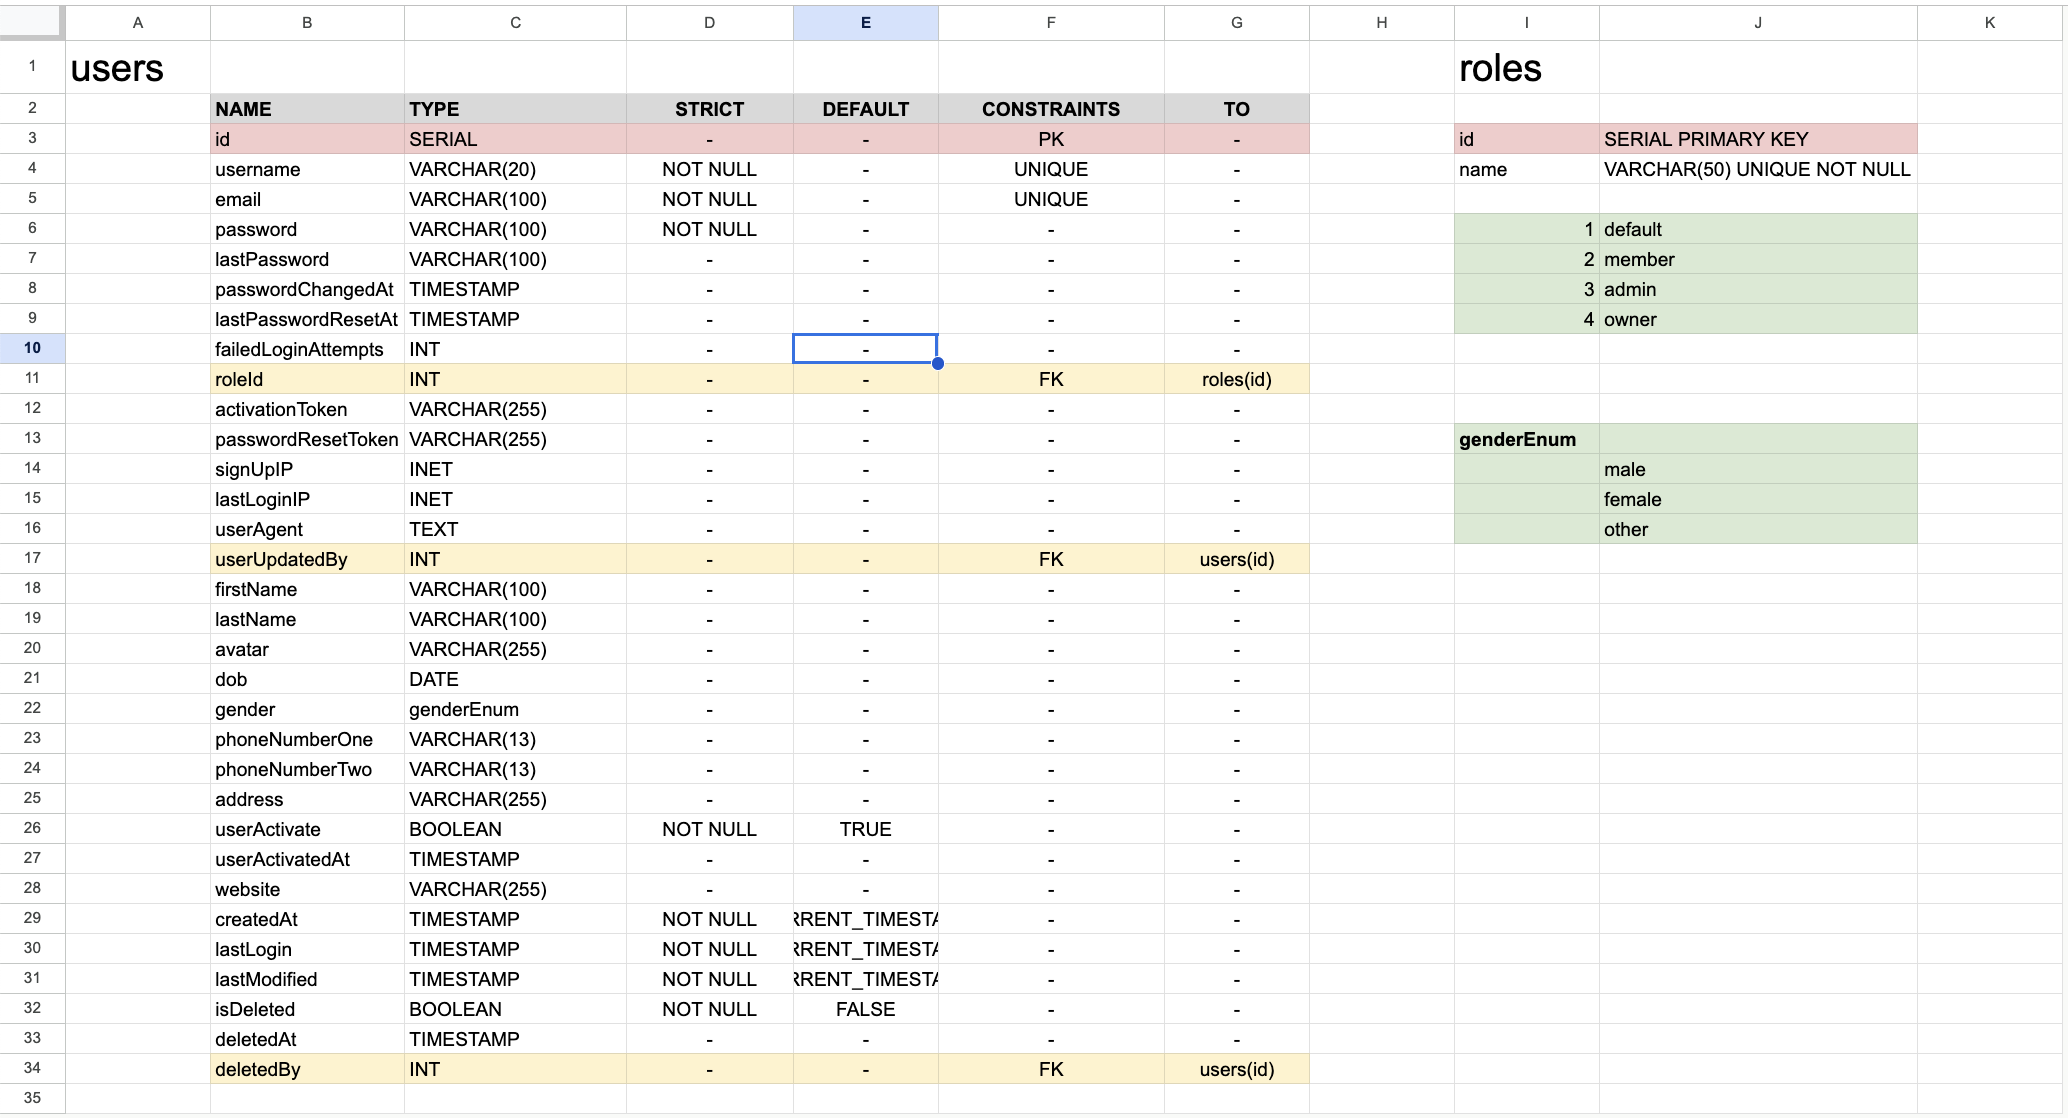 A B C D E F G H I J K
1 users roles
2 NAME TYPE STRICT DEFAULT CONSTRAINTS TO
3 id SERIAL - - PK - id SERIAL PRIMARY KEY
4 username VARCHAR(20) NOT NULL - UNIQUE - name VARCHAR(50) UNIQUE NOT NULL
5 email VARCHAR(100) NOT NULL - UNIQUE -
6 password VARCHAR(100) NOT NULL - - - 1 default
7 lastPassword VARCHAR(100) - - - - 2 member
8 passwordChangedAt TIMESTAMP - - - - 3 admin
9 lastPasswordResetAt TIMESTAMP - - - - 4 owner
10 failedLoginAttempts INT - - - -
11 roleId INT - - FK roles(id)
12 activationToken VARCHAR(255) - - - -
13 passwordResetToken VARCHAR(255) - - - - genderEnum
14 signUpIP INET - - - - male
15 lastLoginIP INET - - - - female
16 userAgent TEXT - - - - other
17 userUpdatedBy INT - - FK users(id)
18 firstName VARCHAR(100) - - - -
19 lastName VARCHAR(100) - - - -
20 avatar VARCHAR(255) - - - -
21 dob DATE - - - -
22 gender genderEnum - - - -
23 phoneNumberOne VARCHAR(13) - - - -
24 phoneNumberTwo VARCHAR(13) - - - -
25 address VARCHAR(255) - - - -
26 userActivate BOOLEAN NOT NULL TRUE - -
27 userActivatedAt TIMESTAMP - - - -
28 website VARCHAR(255) - - - -
29 createdAt TIMESTAMP NOT NULL RRENT_TIMESTA - -
30 lastLogin TIMESTAMP NOT NULL RRENT_TIMESTA - -
31 lastModified TIMESTAMP NOT NULL RRENT_TIMESTA - -
32 isDeleted BOOLEAN NOT NULL FALSE - -
33 deletedAt TIMESTAMP - - - -
34 deletedBy INT - - FK users(id)
35